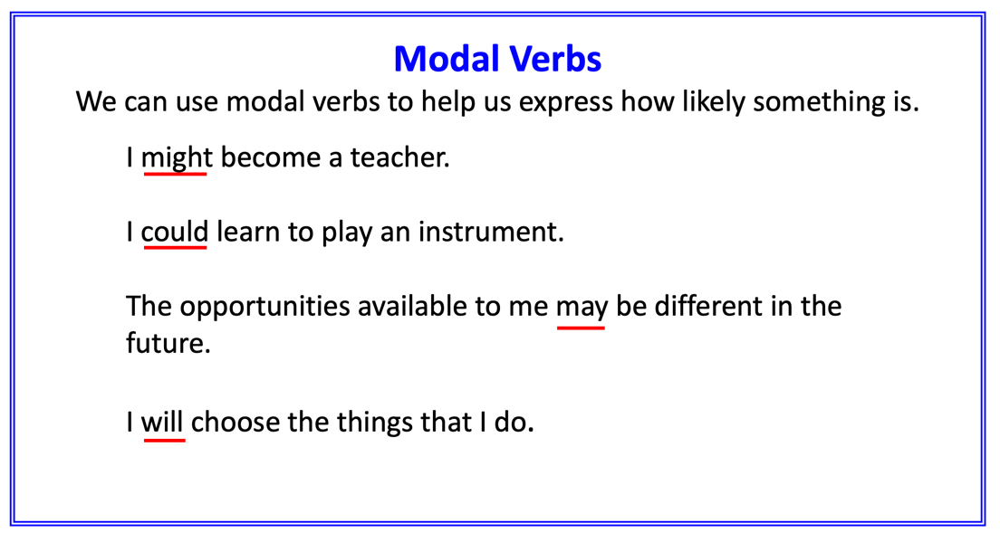 Modal Verbs
We can use modal verbs to help us express how likely something is.
I might become a teacher.
I could learn to play an instrument.
The opportunities available to me may be different in the
future.
I will choose the things that I do.